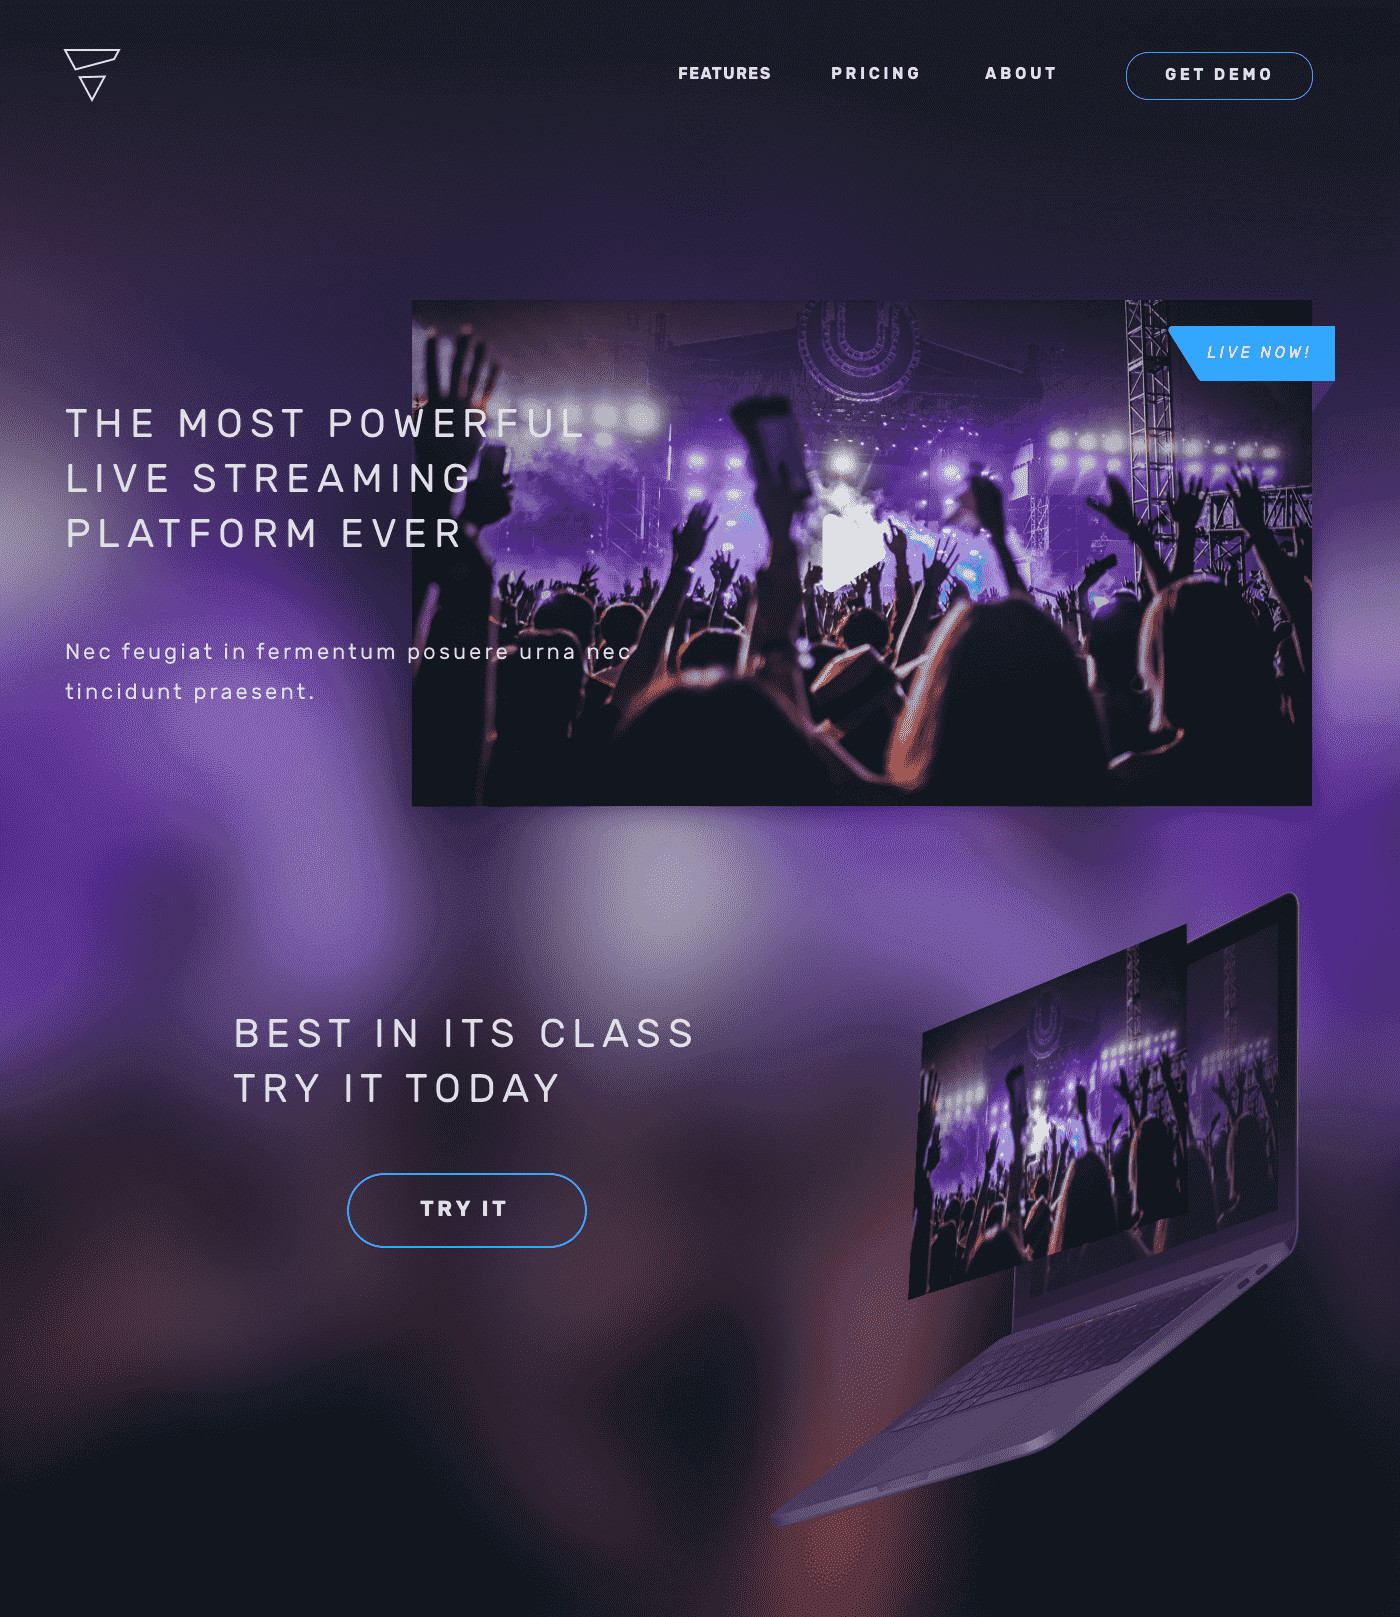 FEATURES
PRICING
ABOUT
GET DEMO
LIVE NOW!
THE MOST POWERFUL
LIVE STREAMING
PLATFORM EVER
Nec feugiat in fermentum posuere urna nec
tincidunt praesent.
BEST IN ITS CLASS
TRY IT TODAY
TRY IT